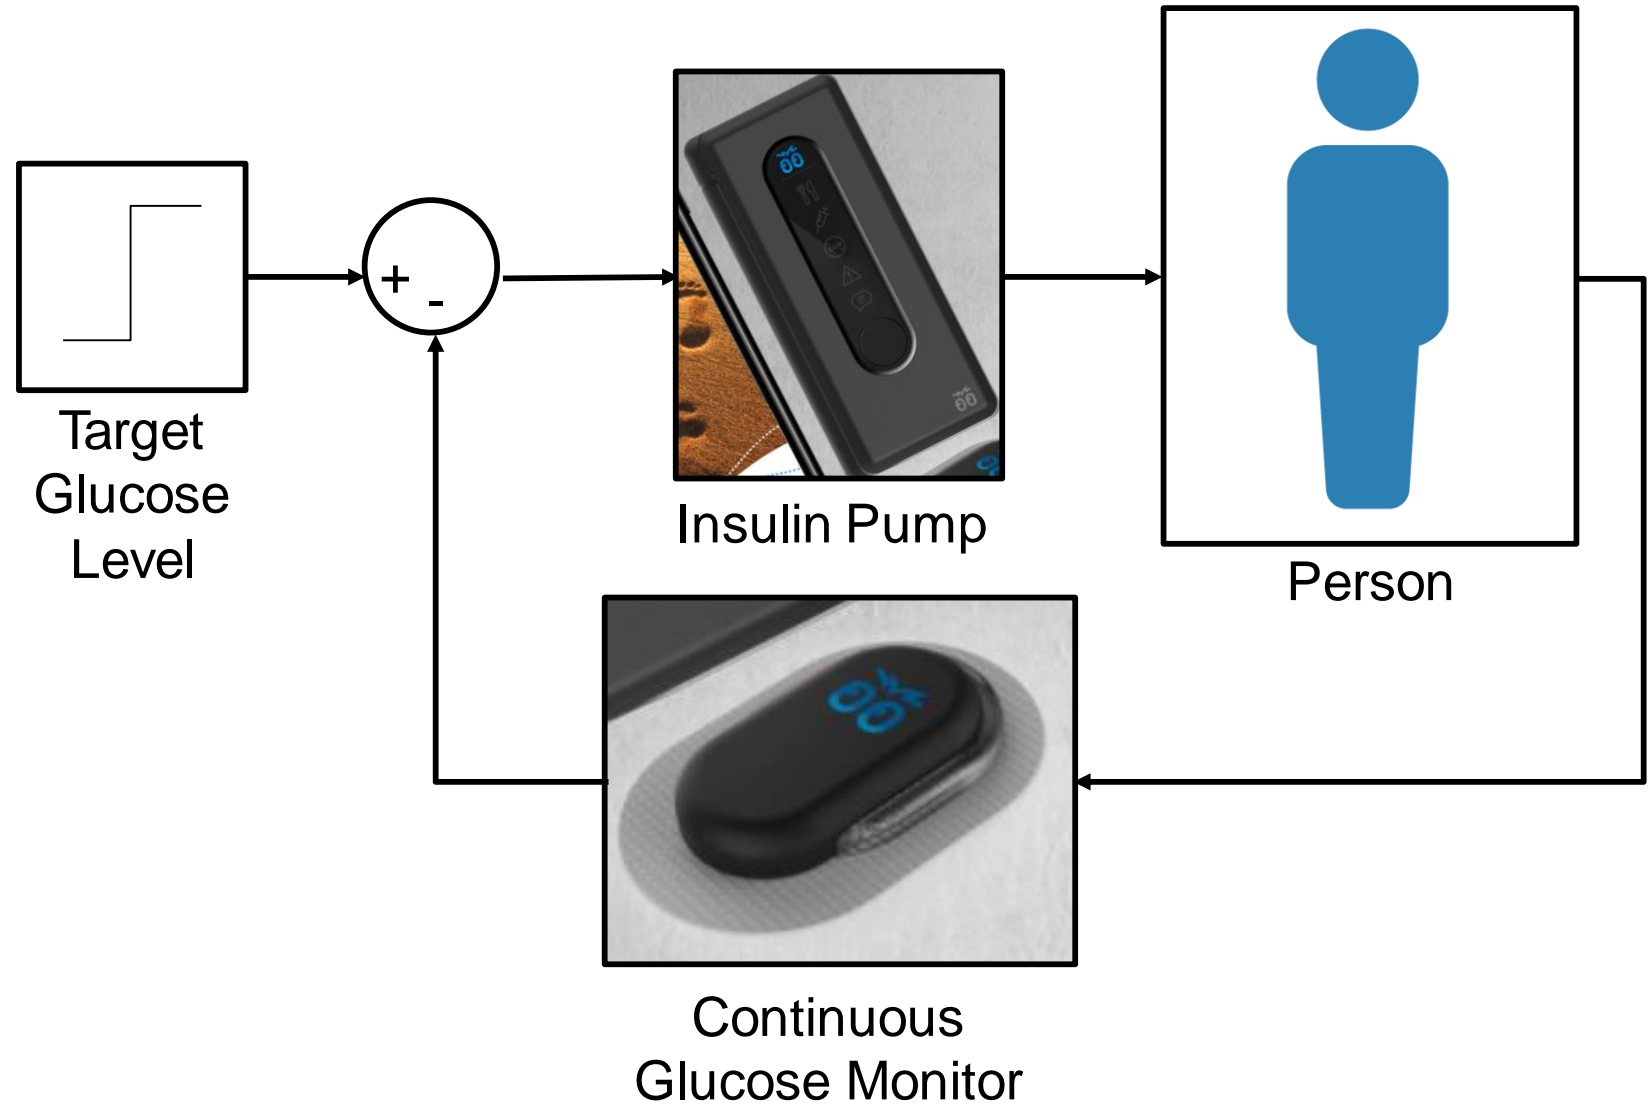 Target
Glucose
Level
+
-
Insulin Pump
Person
Continuous
Glucose Monitor